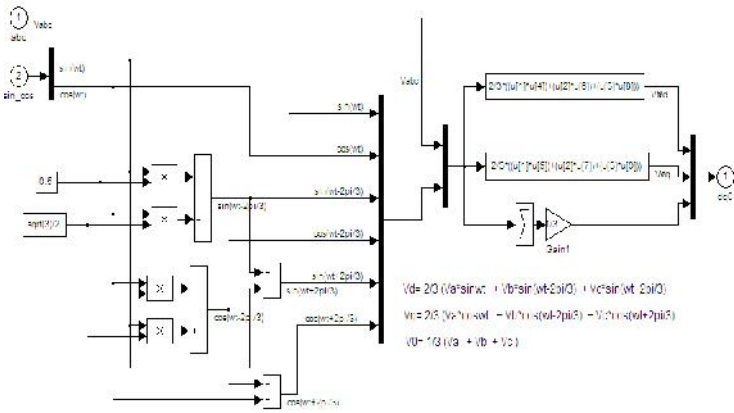 1
Vabc
abc
2
sin_cos
sin(wt)
cos(wt)
0.5
sqrt(3)/2
sin(wt-2pi/3)
cos(wt-2pi/3)
sin(wt)
cos(wt)
sin(wt-2pi/3)
cos(wt-2pi/3)
sin(wt+2pi/3)
sin(wt+2pi/3)
cos(wt+2pi/3)
cos(wt+2pi/3)
Vabc
Gain1
1
dq0
Vd= 2/3 (Va*sinwt + Vb*sin(wt-2pi/3) + Vc*sin(wt+2pi/3)
Vq= 2/3 (Va*coswt + Vb*cos(wt-2pi/3) + Vc*cos(wt+2pi/3)
V0= 1/3 (Va + Vb + Vc)